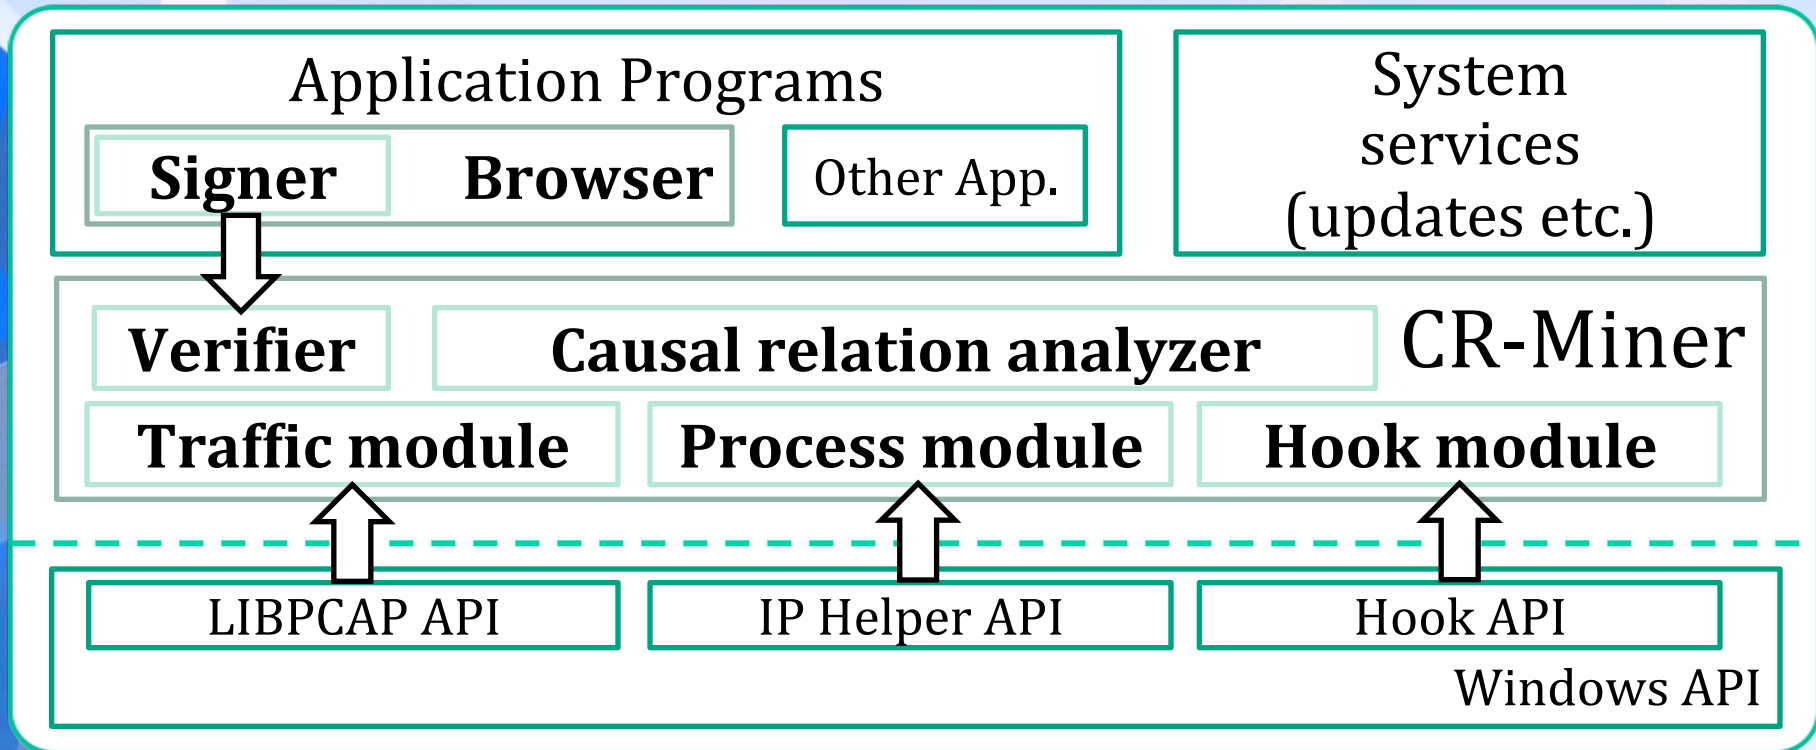 Application Programs
Signer
Browser
Other App.
System
services
(updates etc.)
Verifier
Causal relation analyzer
CR-Miner
Traffic module
Process module
Hook module
LIBPCAP API
IP Helper API
Hook API
Windows API